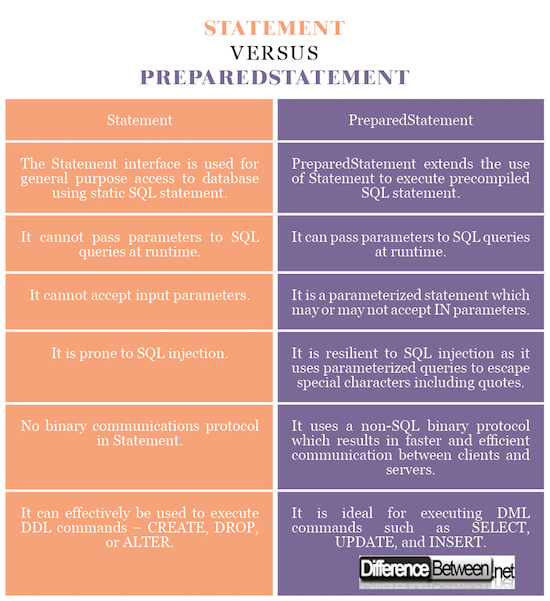 STATEMENT
VERSUS
PREPAREDSTATEMENT
Statement
PreparedStatement
The Statement interface is used for
general purpose access to database
using static SQL statement.
PreparedStatement extends the use
of Statement to execute precompiled
SQL statement.
It cannot pass parameters to SQL
queries at runtime.
It can pass parameters to SQL queries
at runtime.
It cannot accept input parameters.
It is a parameterized statement which
may or may not accept IN parameters.
It is prone to SQL injection.
It is resilient to SQL injection as it
uses parameterized queries to escape
special characters including quotes.
No binary communications protocol
in Statement.
It uses a non-SQL binary protocol
which results in faster and efficient
communication between clients and
servers.
It can effectively be used to execute
DDL commands – CREATE, DROP,
or ALTER.
It is ideal for executing DML
commands such as SELECT,
UPDATE, and INSERT.
DifferenceBetween.net